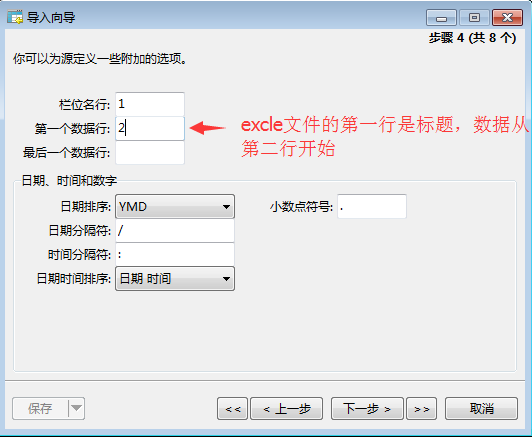 导入向导
步骤 4 (共 8 个)
你可以为源定义一些附加的选项。
栏位名行: 1
第一个数据行: 2
excle文件的第一行是标题，数据从
第二行开始
最后一个数据行:
日期、时间和数字
日期排序: YMD 小数点符号: .
日期分隔符: /
时间分隔符: :
日期时间排序: 日期 时间
保存 << < 上一步 下一步 > >> 取消